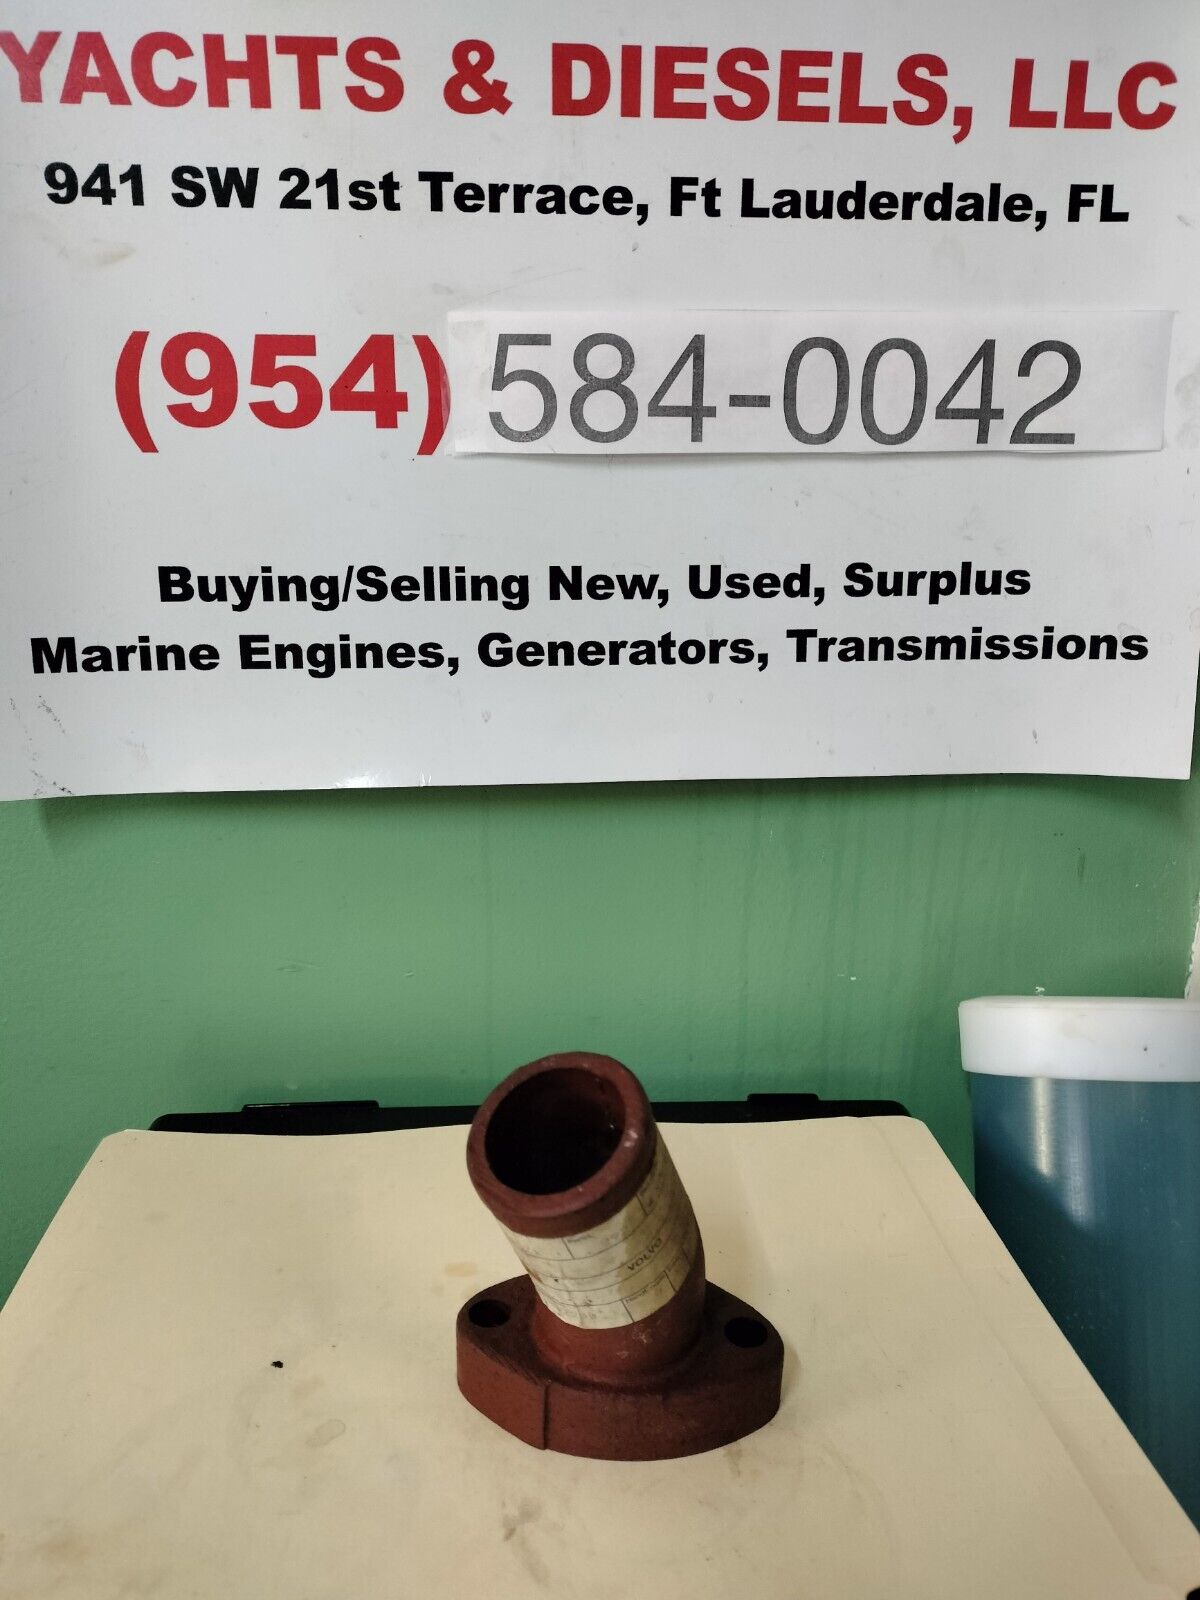 YACHTS & DIESELS, LLC
941 SW 21st Terrace, Ft Lauderdale, FL
(954) 584-0042
Buying/Selling New, Used, Surplus
Marine Engines, Generators, Transmissions
VOLVO